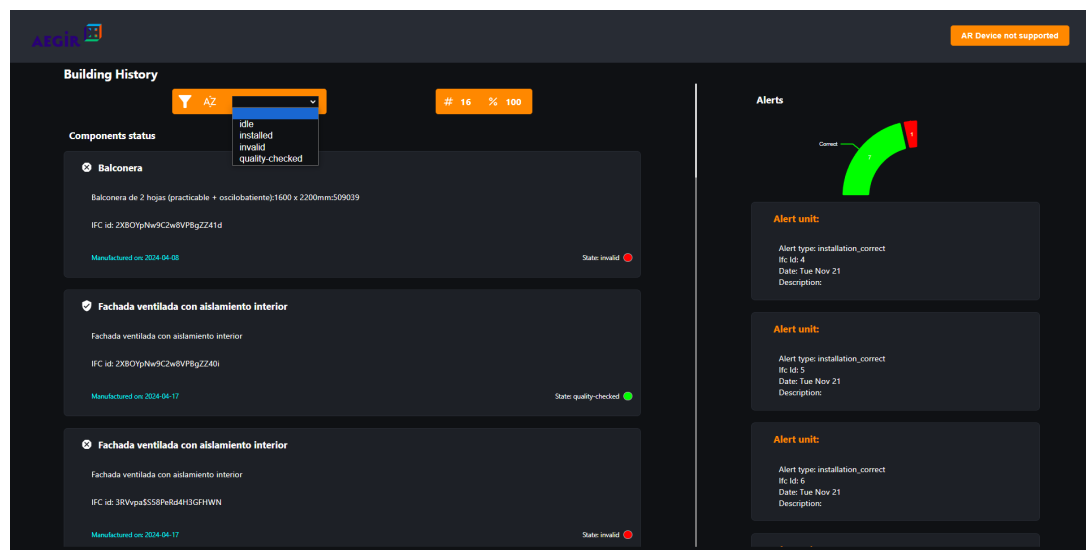 AEGIR
AR Device not supported
Building History
AZ
# 16 % 100
idle
installed
invalid
quality-checked
Components status
Balconera
Balconera de 2 hojas (practicable + oscilobatiente):1600 x 2200mm:509039
IFC id: 2XBOYpNw9C2w8VPBgZZ41d
Manufactured on: 2024-04-08
State: invalid
Fachada ventilada con aislamiento interior
Fachada ventilada con aislamiento interior
IFC id: 2XBOYpNw9C2w8VPBgZZ40i
Manufactured on: 2024-04-17
State: quality-checked
Fachada ventilada con aislamiento interior
Fachada ventilada con aislamiento interior
IFC id: 3RVvpa$S58PeRd4H3GFHWN
Manufactured on: 2024-04-17
State: invalid
Alerts
Correct
7
1
Alert unit:
Alert type: installation_correct
Ifc Id: 4
Date: Tue Nov 21
Description:
Alert unit:
Alert type: installation_correct
Ifc Id: 5
Date: Tue Nov 21
Description:
Alert unit:
Alert type: installation_correct
Ifc Id: 6
Date: Tue Nov 21
Description: